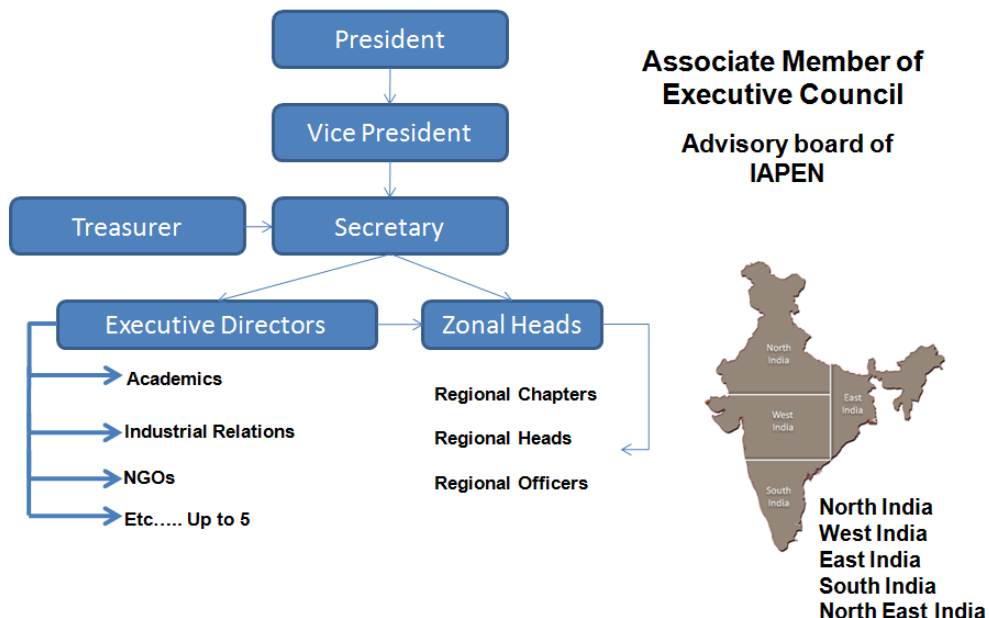 President
Vice President
Treasurer
Secretary
Executive Directors
Zonal Heads
Academics
Industrial Relations
NGOs
Etc….. Up to 5
Regional Chapters
Regional Heads
Regional Officers
Associate Member of
Executive Council
Advisory board of
IAPEN
North
India
East
India
West
India
South
India
North India
West India
East India
South India
North East India